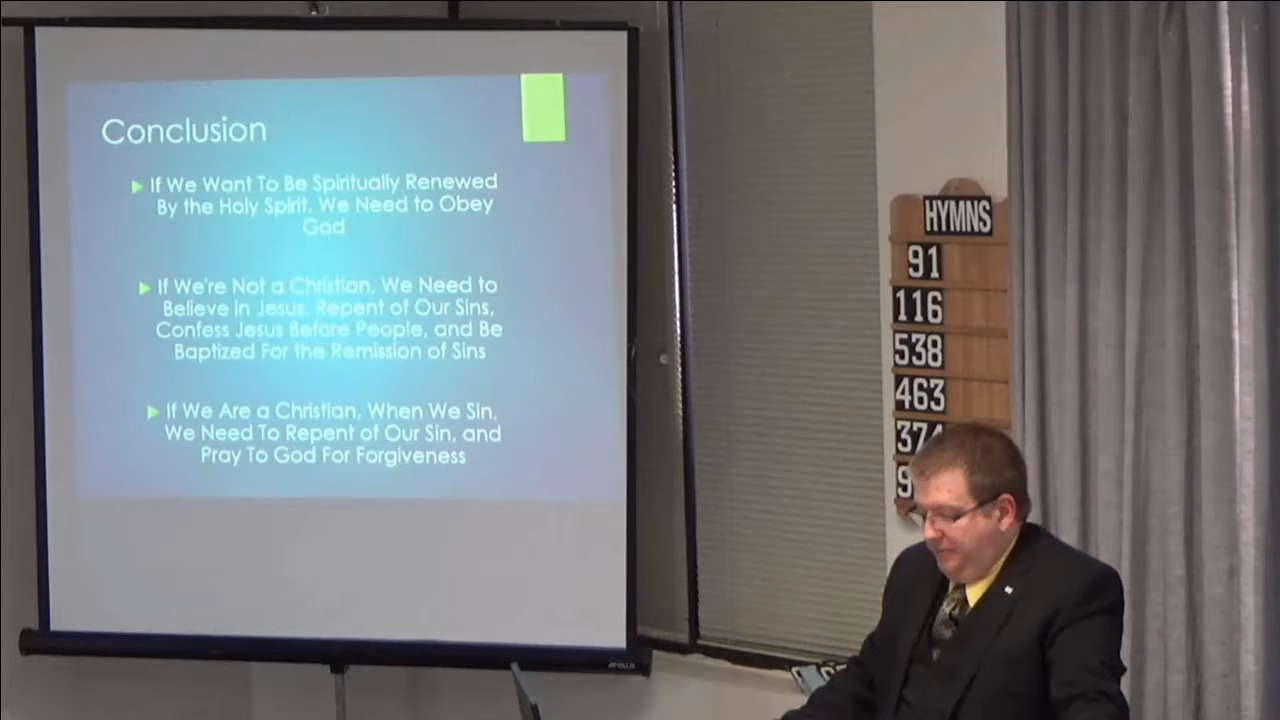 Conclusion
If We Want To Be Spiritually Renewed
By the Holy Spirit, We Need to Obey
God
If We're Not a Christian, We Need to
Believe in Jesus, Repent of Our Sins,
Confess Jesus Before People, and Be
Baptized For the Remission of Sins
If We Are a Christian, When We Sin,
We Need To Repent of Our Sin, and
Pray To God For Forgiveness
APOLLO
HYMNS
91
116
538
463
374
9